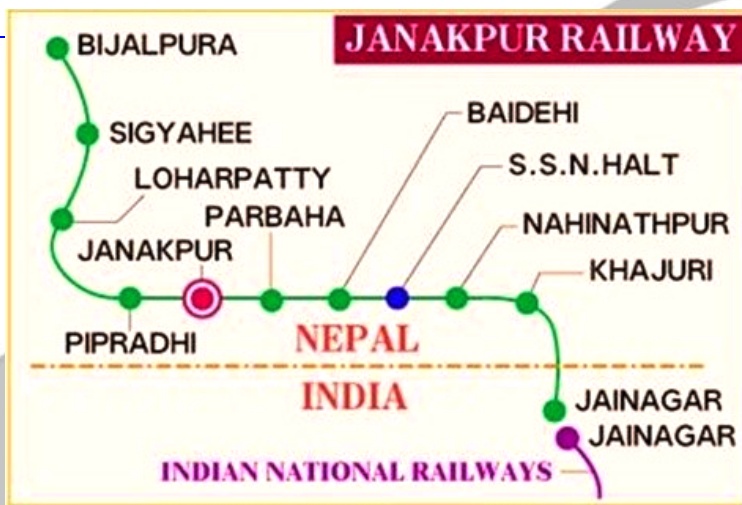 JANAKPUR RAILWAY
BIJALPURA
SIGYAHEE
LOHARPATTY
JANAKPUR
PARBAHA
BAIDEHI
S.S.N.HALT
NAHINATHPUR
KHAJURI
PIPRADHI
NEPAL
INDIA
JAINAGAR
JAINAGAR
INDIAN NATIONAL RAILWAYS